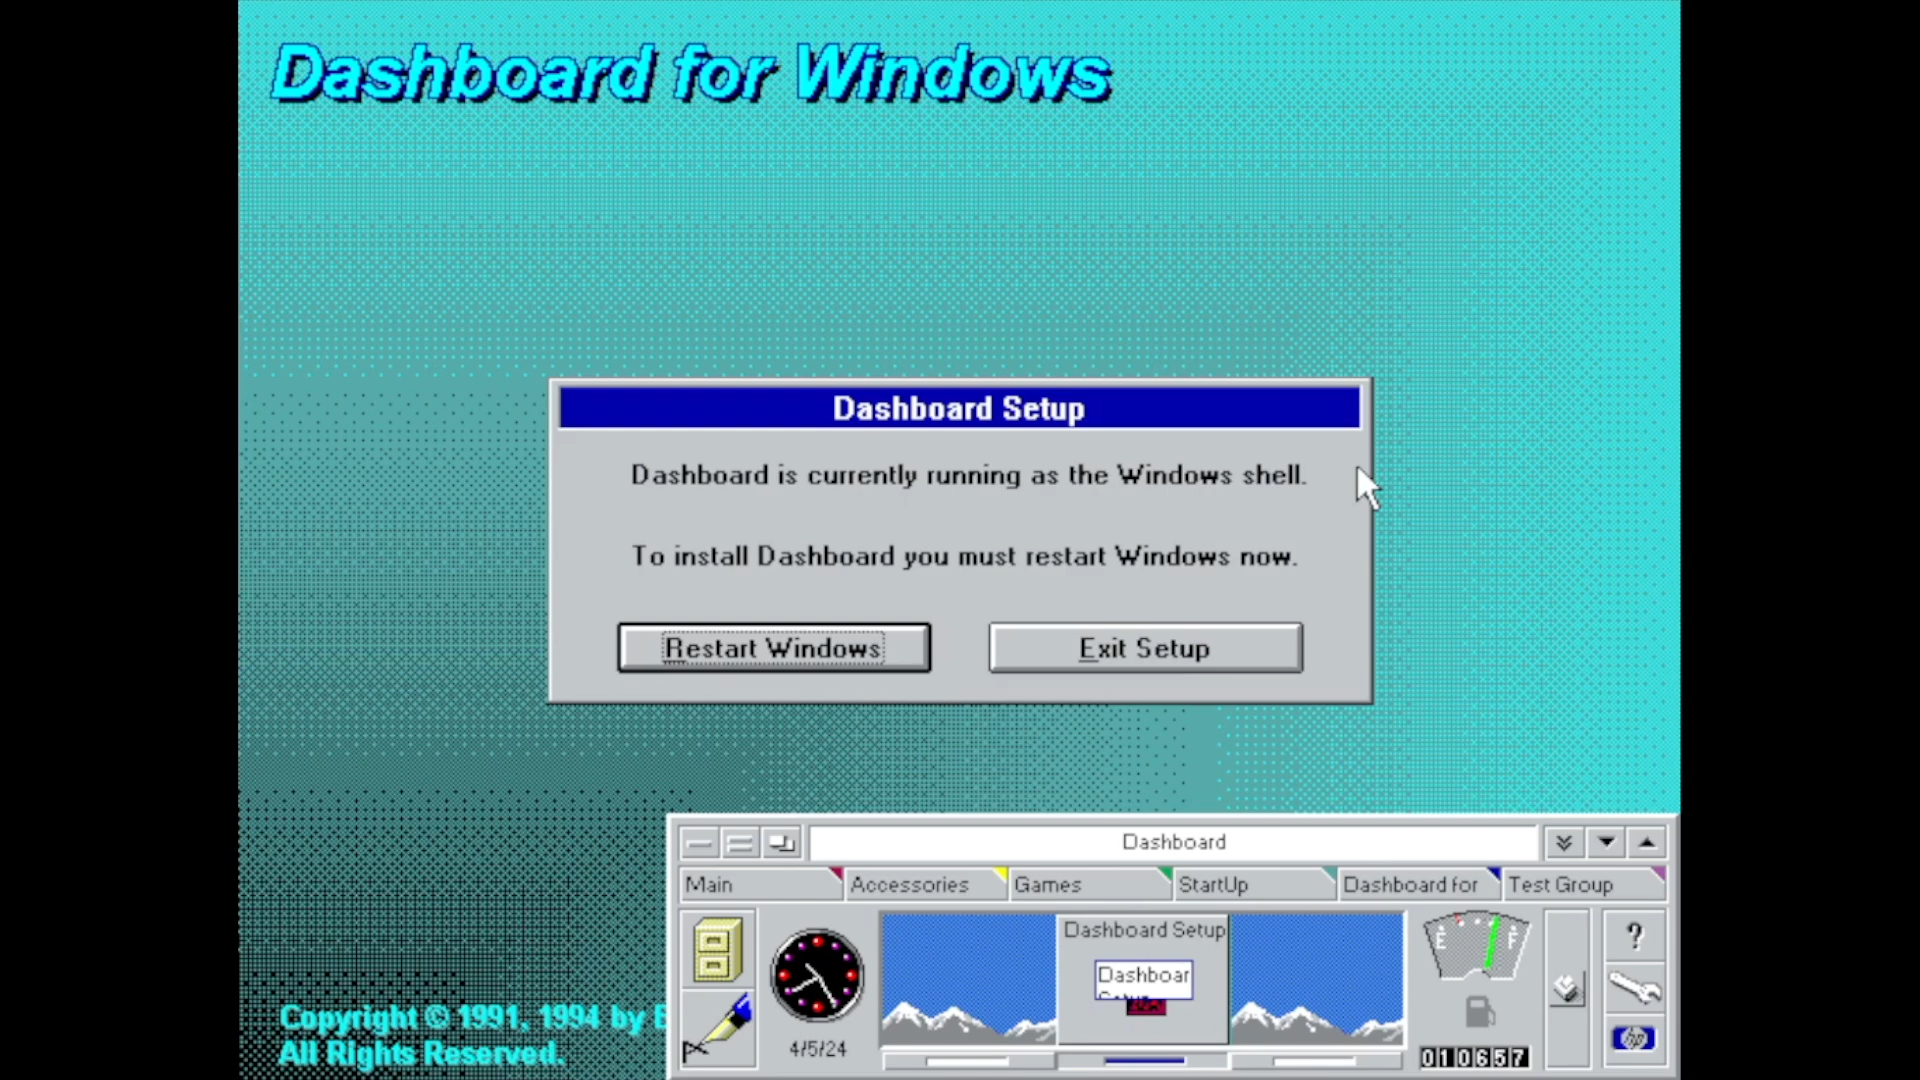 Dashboard for Windows
Dashboard Setup
Dashboard is currently running as the Windows shell.
To install Dashboard you must restart Windows now.
Restart Windows
Exit Setup
Dashboard
Main
Accessories
Games
StartUp
Dashboard for
Test Group
Dashboard Setup
Dashboar
E F
?
4/5/24
010657
hp
Copyright © 1991, 1994 by
All Rights Reserved.